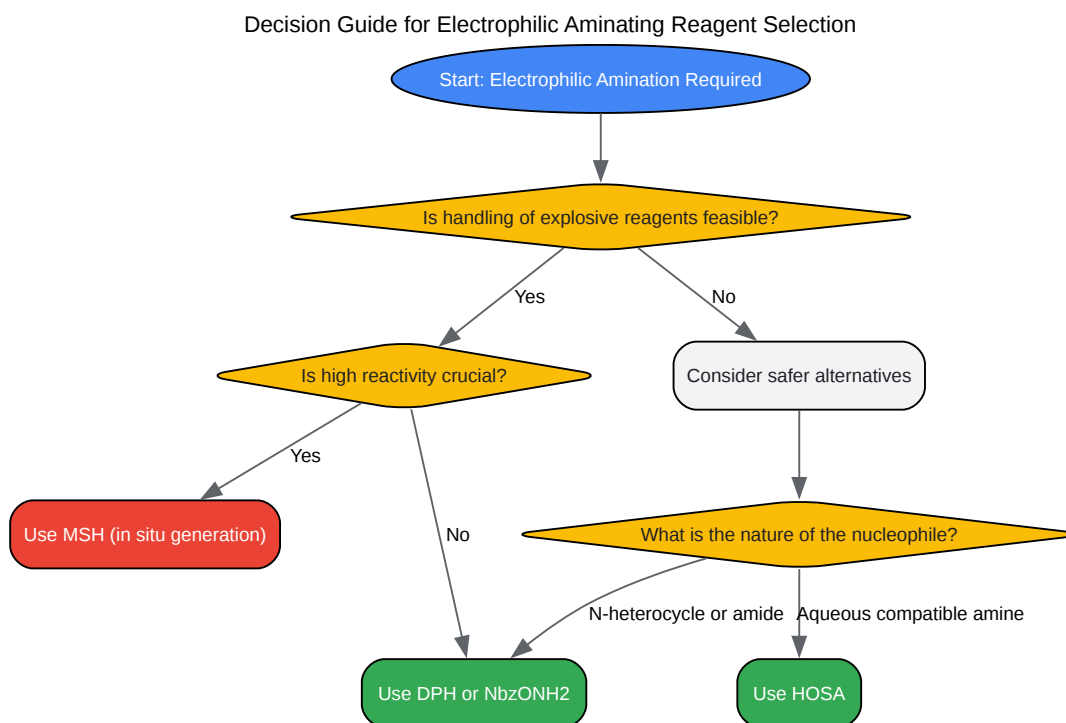 Decision Guide for Electrophilic Aminating Reagent Selection
Start: Electrophilic Amination Required
Is handling of explosive reagents feasible?
Yes
No
Is high reactivity crucial?
Consider safer alternatives
Yes
Use MSH (in situ generation)
No
What is the nature of the nucleophile?
N-heterocycle or amide
Aqueous compatible amine
Use DPH or NbzONH2
Use HOSA